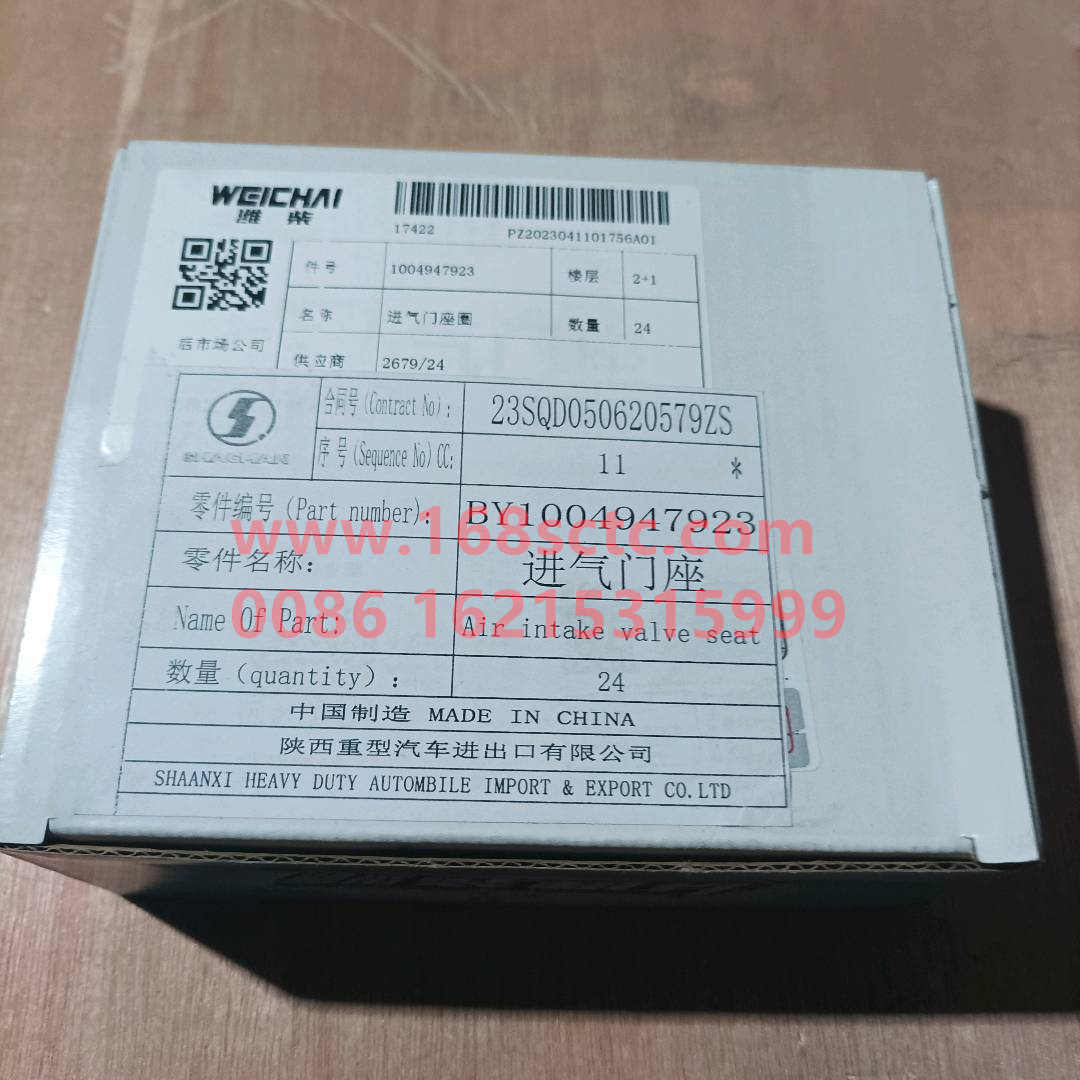 WEICHAI
潍柴
17422 PZ2023041101756A01
件号 1004947923 楼层 2+1
名称 进气门座圈 数量 24
后市场公司
供应商 2679/24
合同号(Contract No): 23SQD050620579ZS
序号(Sequence No)CC: 11 *
SHACMAN
零件编号(Part number): BY1004947923
www.168sctc.com
零件名称: 进气门座
0086 16215315999
Name Of Part: Air intake valve seat
数量(quantity): 24
中国制造 MADE IN CHINA
陕西重型汽车进出口有限公司
SHAANXI HEAVY DUTY AUTOMBILE IMPORT & EXPORT CO.LTD